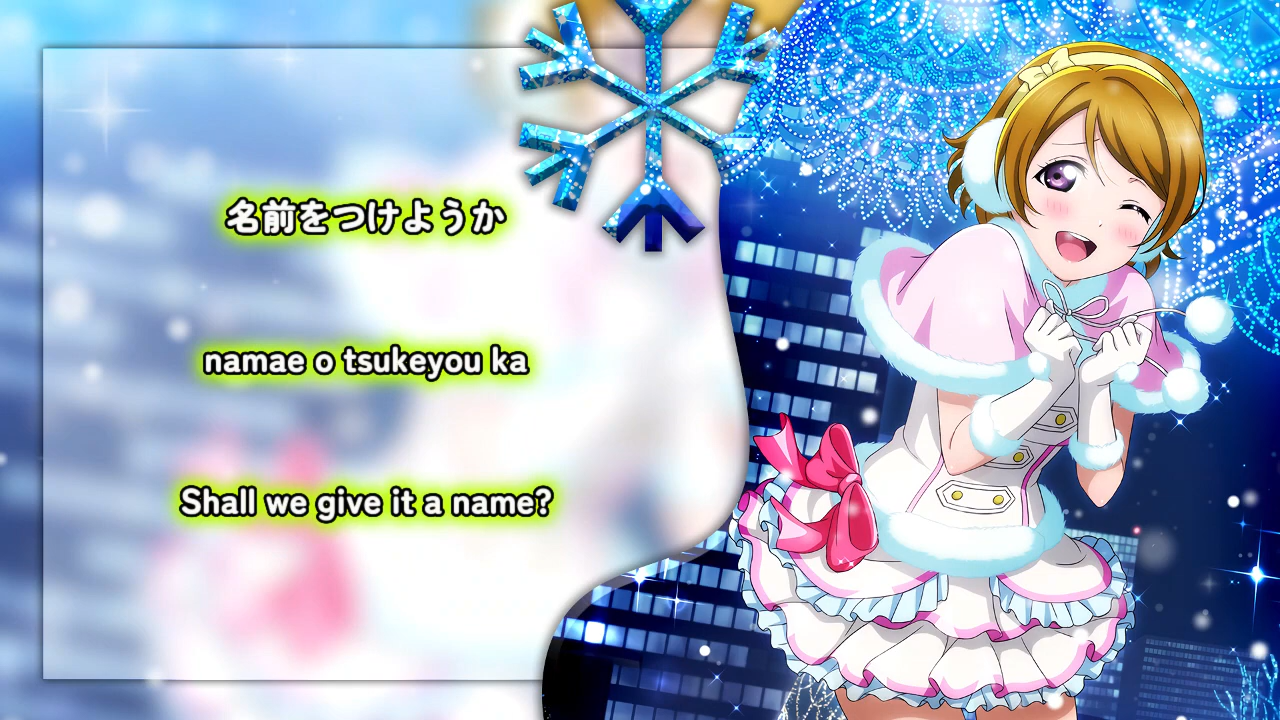 名前をつけようか
namae o tsukeyou ka
Shall we give it a name?